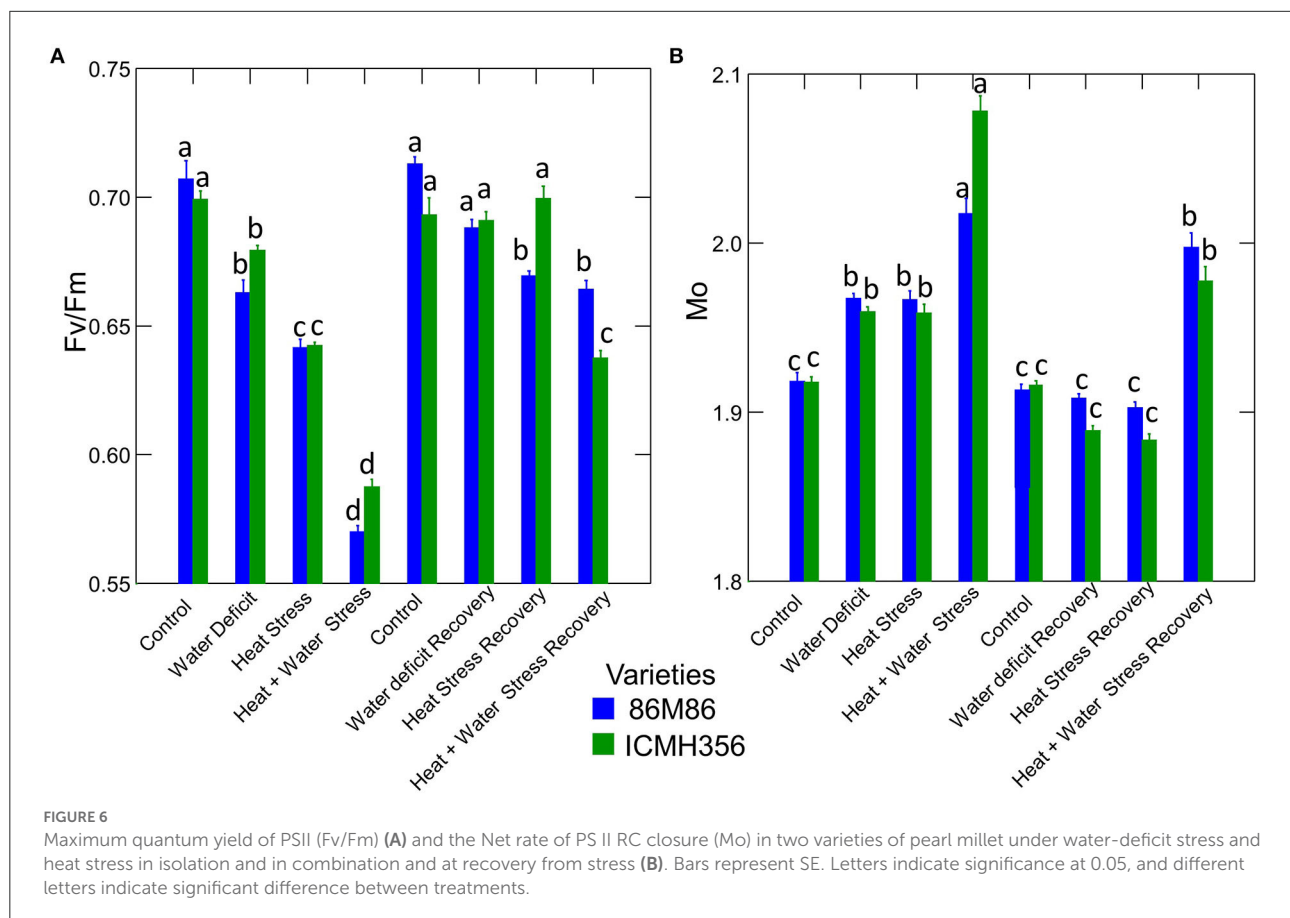 A
B
0.75
0.70
0.65
0.60
0.55
Fv/Fm
a
a
b
b
c
c
d
d
a
a
a
a
b
a
b
c
Control
Water Deficit
Heat Stress
Heat + Water Stress
Control
Water deficit Recovery
Heat Stress Recovery
Heat + Water Stress Recovery
2.1
2.0
1.9
1.8
Mo
c
c
b
b
b
b
a
a
c
c
c
c
c
c
b
b
Control
Water Deficit
Heat Stress
Heat + Water Stress
Control
Water deficit Recovery
Heat Stress Recovery
Heat + Water Stress Recovery
Varieties
86M86
ICMH356
FIGURE 6
Maximum quantum yield of PSII (Fv/Fm) (A) and the Net rate of PS II RC closure (Mo) in two varieties of pearl millet under water-deficit stress and
heat stress in isolation and in combination and at recovery from stress (B). Bars represent SE. Letters indicate significance at 0.05, and different
letters indicate significant difference between treatments.